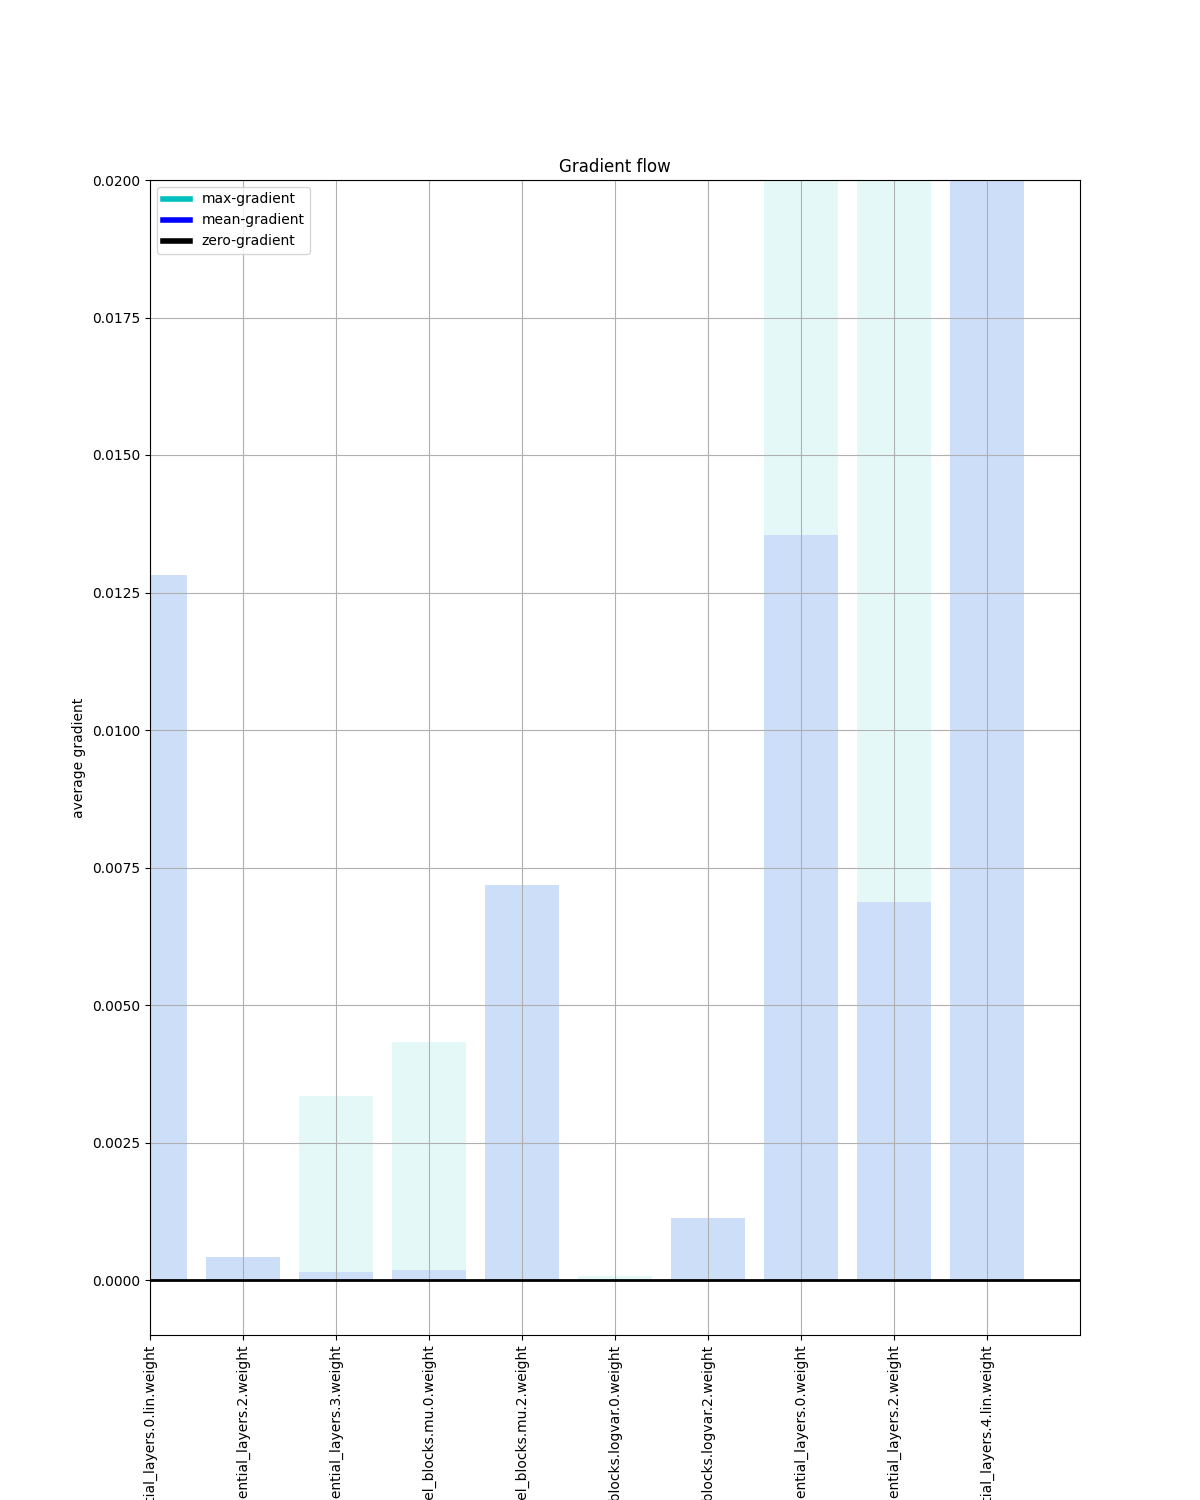 Gradient flow
max-gradient
mean-gradient
zero-gradient
0.0200
0.0175
0.0150
0.0125
0.0100
0.0075
0.0050
0.0025
0.0000
average gradient
tial_layers.0.lin.weight
ential_layers.2.weight
ential_layers.3.weight
el_blocks.mu.0.weight
el_blocks.mu.2.weight
blocks.logvar.0.weight
blocks.logvar.2.weight
ential_layers.0.weight
ential_layers.2.weight
tial_layers.4.lin.weight